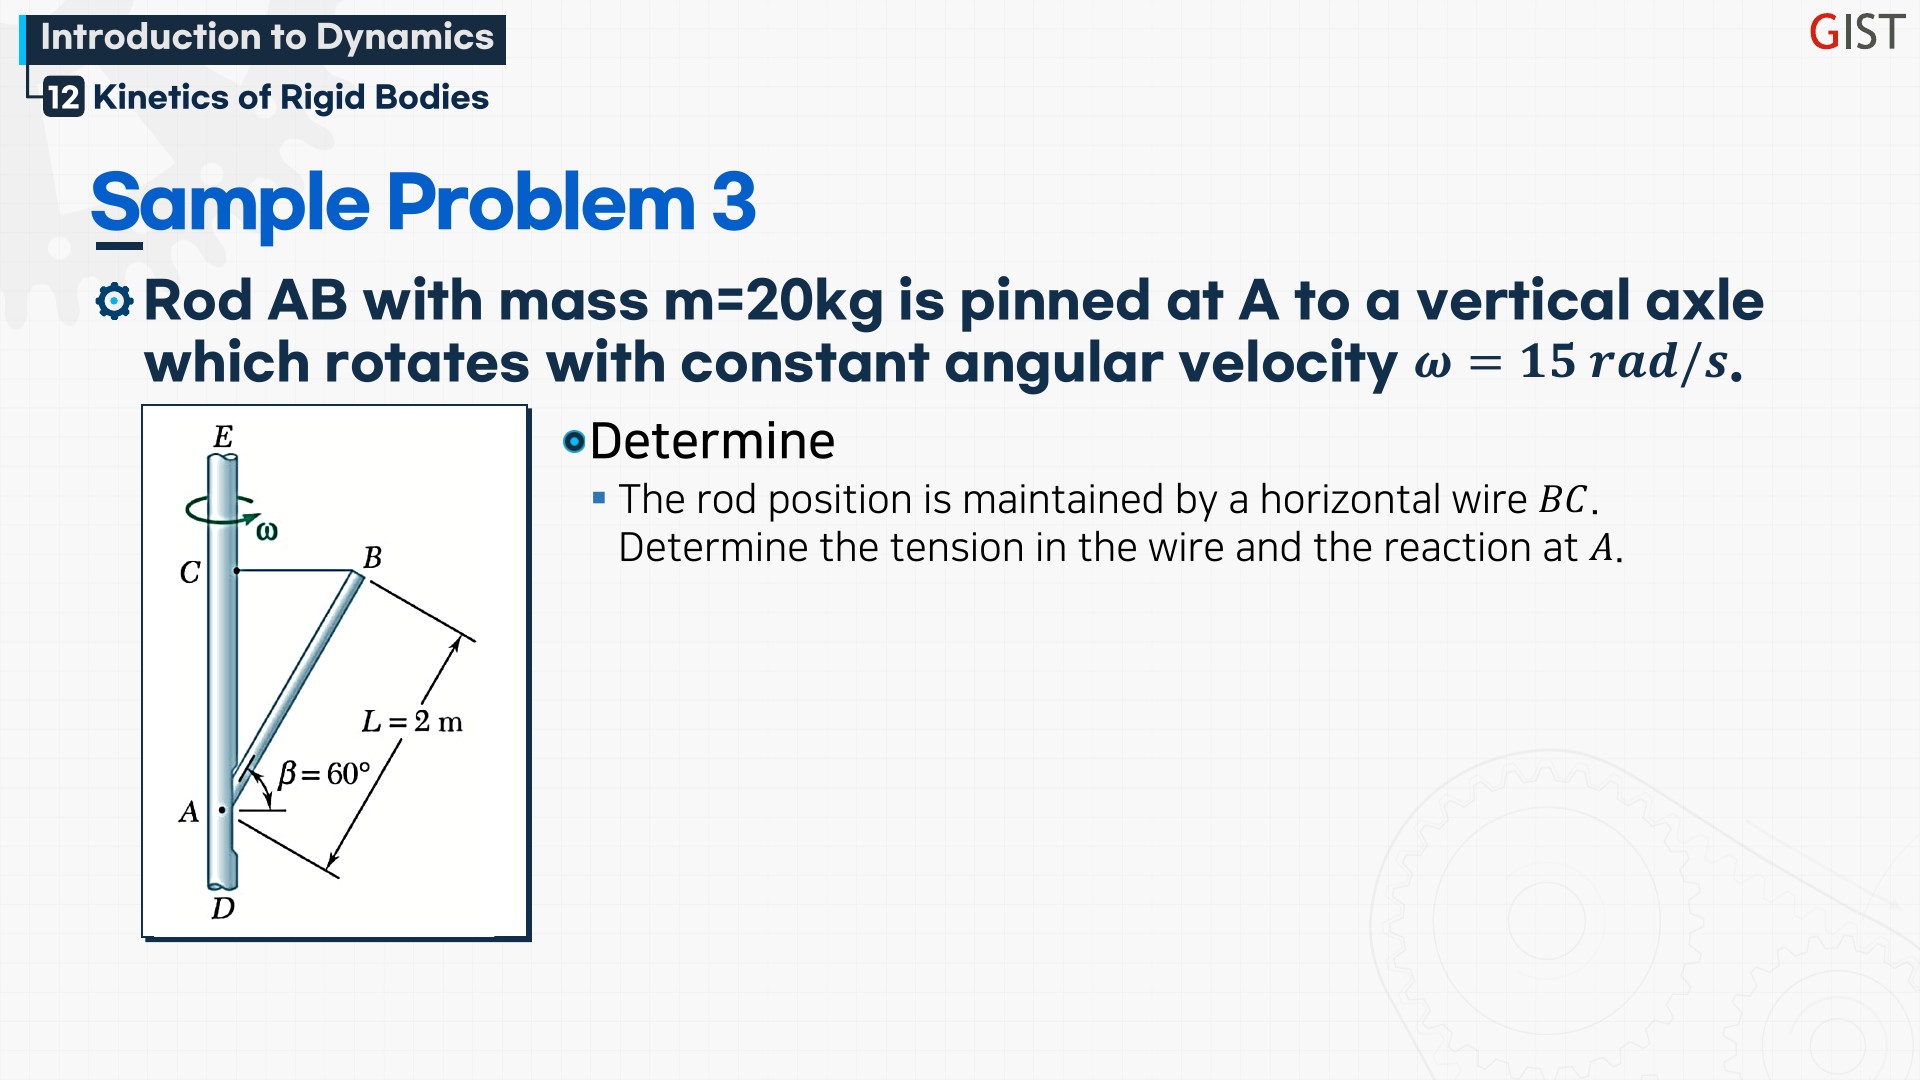 Introduction to Dynamics
GIST
12 Kinetics of Rigid Bodies
Sample Problem 3
Rod AB with mass m=20kg is pinned at A to a vertical axle
which rotates with constant angular velocity ω = 15 rad/s.
Determine
The rod position is maintained by a horizontal wire BC.
Determine the tension in the wire and the reaction at A.
E
ω
C
B
L = 2 m
β = 60°
A
D